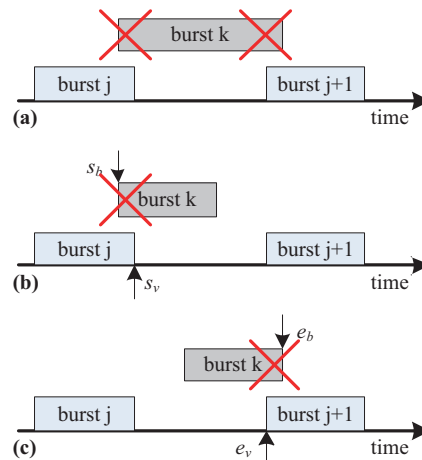 burst k
burst j burst j+1
(a) time
s_b
burst k
burst j burst j+1
(b) s_v time
e_b
burst k
burst j burst j+1
(c) e_v time